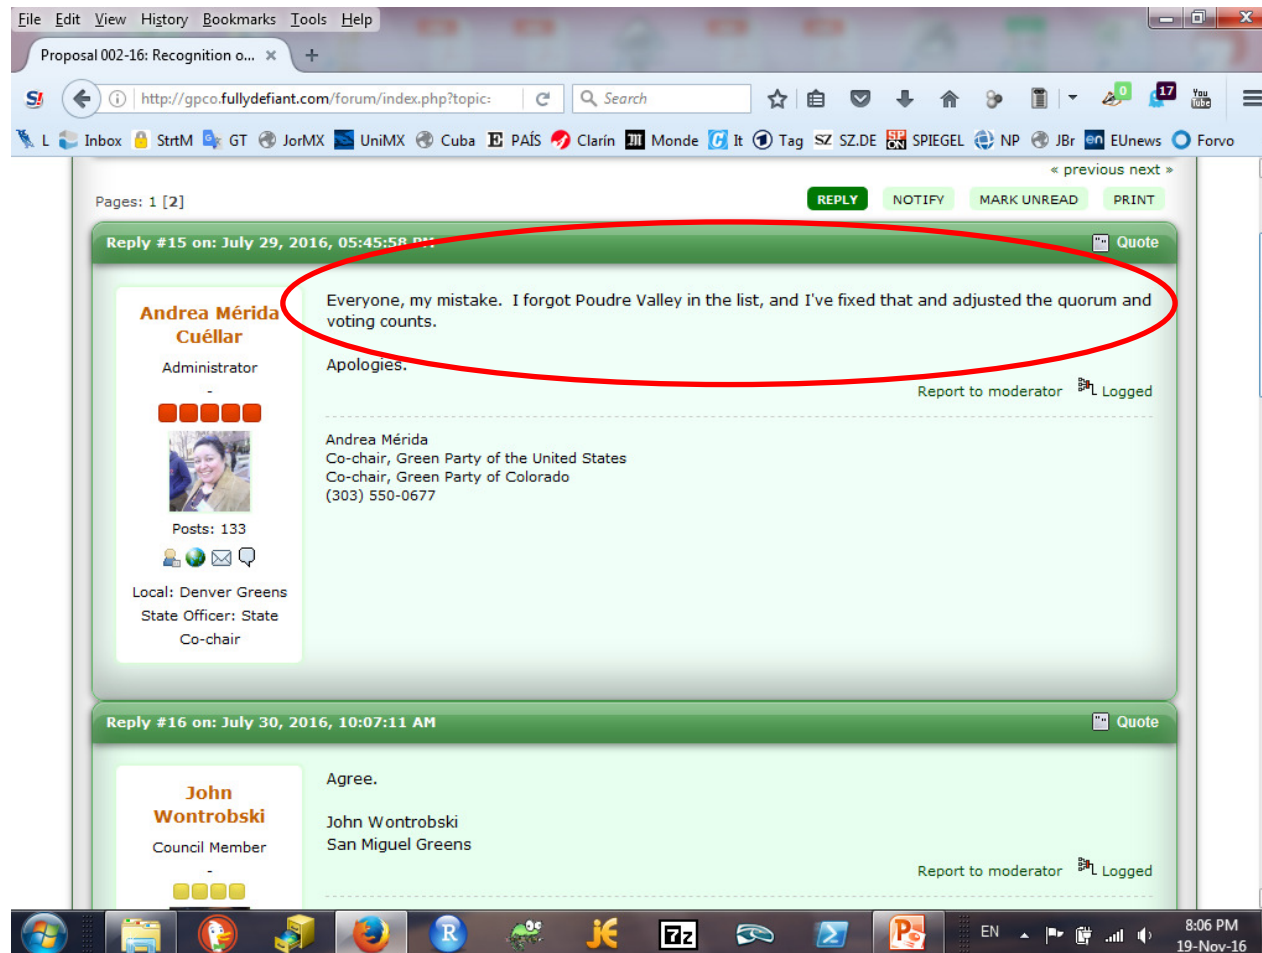 File Edit View History Bookmarks Tools Help
Proposal 002-16: Recognition o... × +
http://gpco.fullydefiant.com/forum/index.php?topic: Search 0 17 You Tube
L Inbox StrtM GT JorMX UniMX Cuba E PAÍS Clarín M Monde It Tag SZ SZ.DE SPIEGEL NP JBr en EUnews Forvo
« previous next »
Pages: 1 [2] REPLY NOTIFY MARK UNREAD PRINT
Reply #15 on: July 29, 2016, 05:45:58 PM Quote
Andrea Mérida
Cuéllar
Administrator
-
Posts: 133
Local: Denver Greens
State Officer: State
Co-chair
Everyone, my mistake. I forgot Poudre Valley in the list, and I've fixed that and adjusted the quorum and
voting counts.
Apologies.
Report to moderator Logged
Andrea Mérida
Co-chair, Green Party of the United States
Co-chair, Green Party of Colorado
(303) 550-0677
Reply #16 on: July 30, 2016, 10:07:11 AM Quote
John
Wontrobski
Council Member
-
Agree.
John Wontrobski
San Miguel Greens
Report to moderator Logged
R j€ 7z P EN 8:06 PM
19-Nov-16